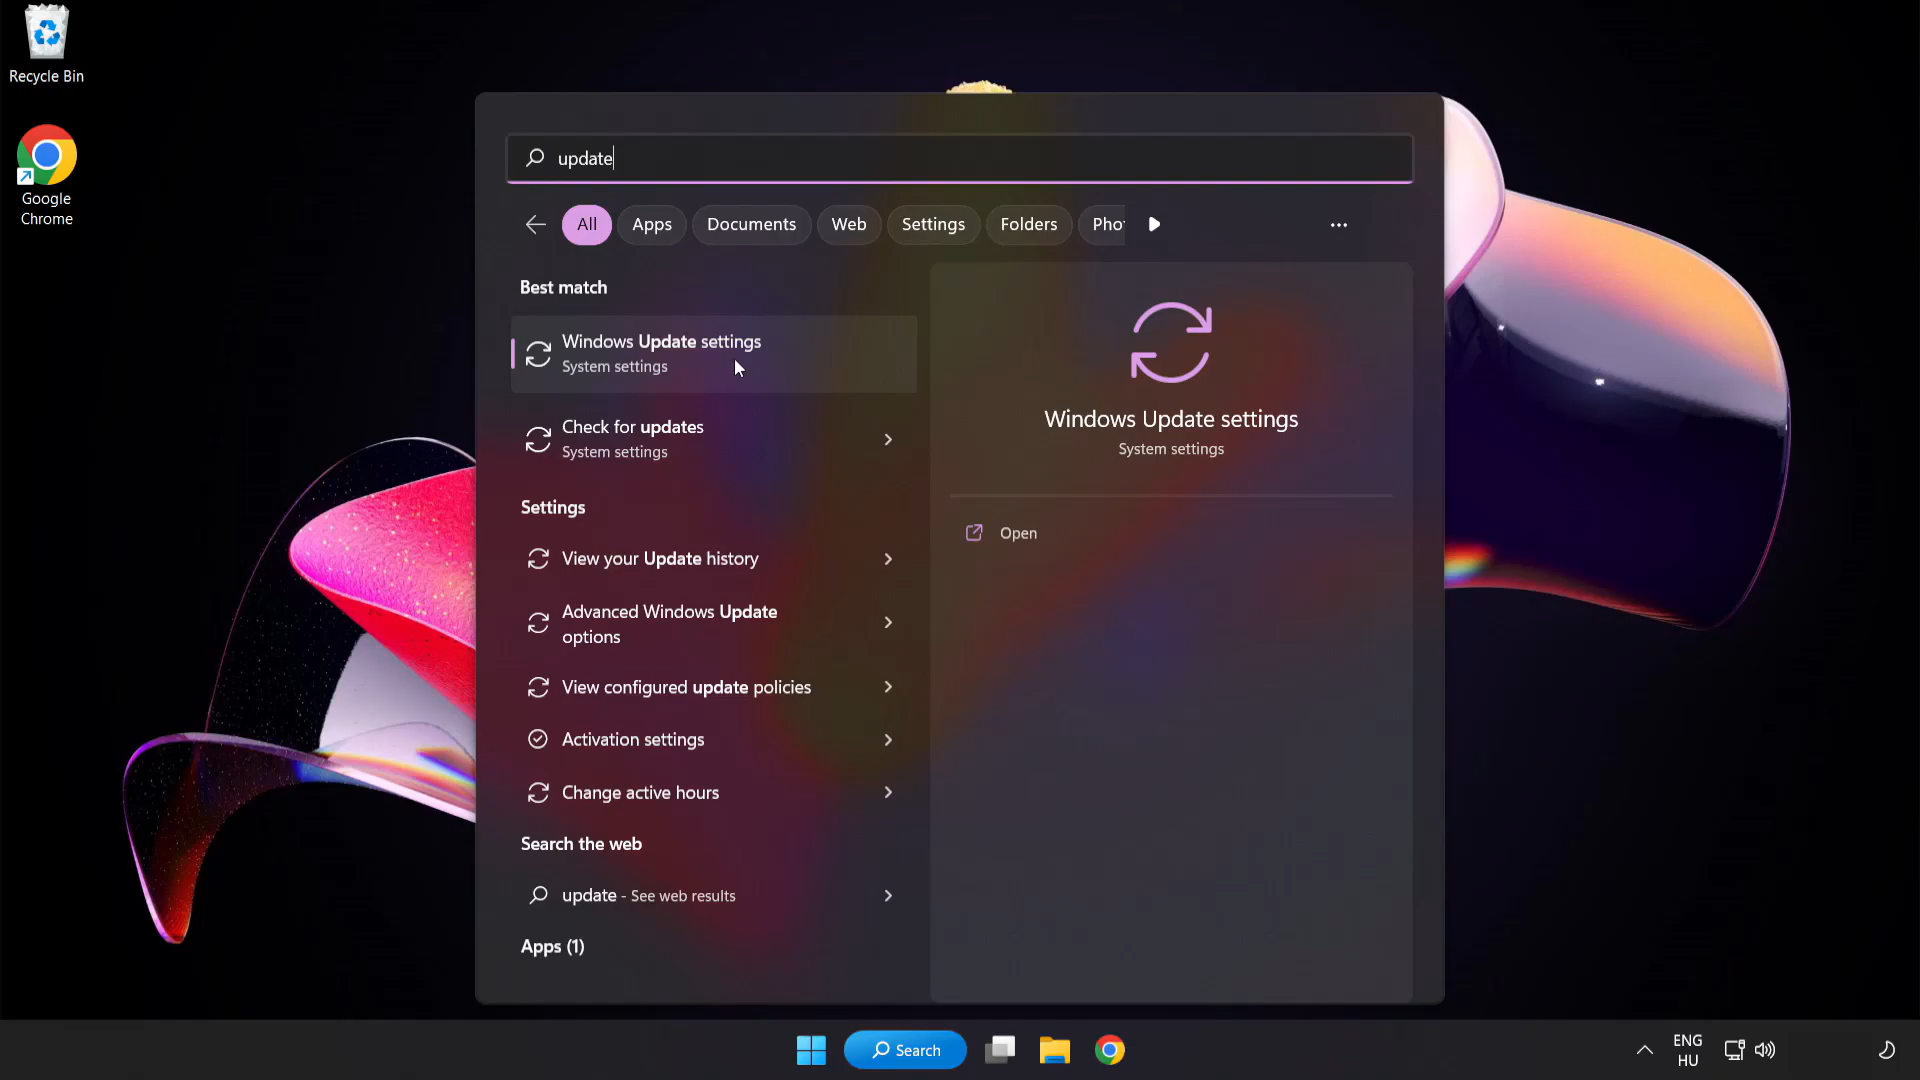 Recycle Bin
Google
Chrome
update
All
Apps
Documents
Web
Settings
Folders
Pho
Best match
Windows Update settings
System settings
Check for updates
System settings
Settings
View your Update history
Advanced Windows Update
options
View configured update policies
Activation settings
Change active hours
Search the web
update - See web results
Apps (1)
Windows Update settings
System settings
Open
Search
ENG
HU